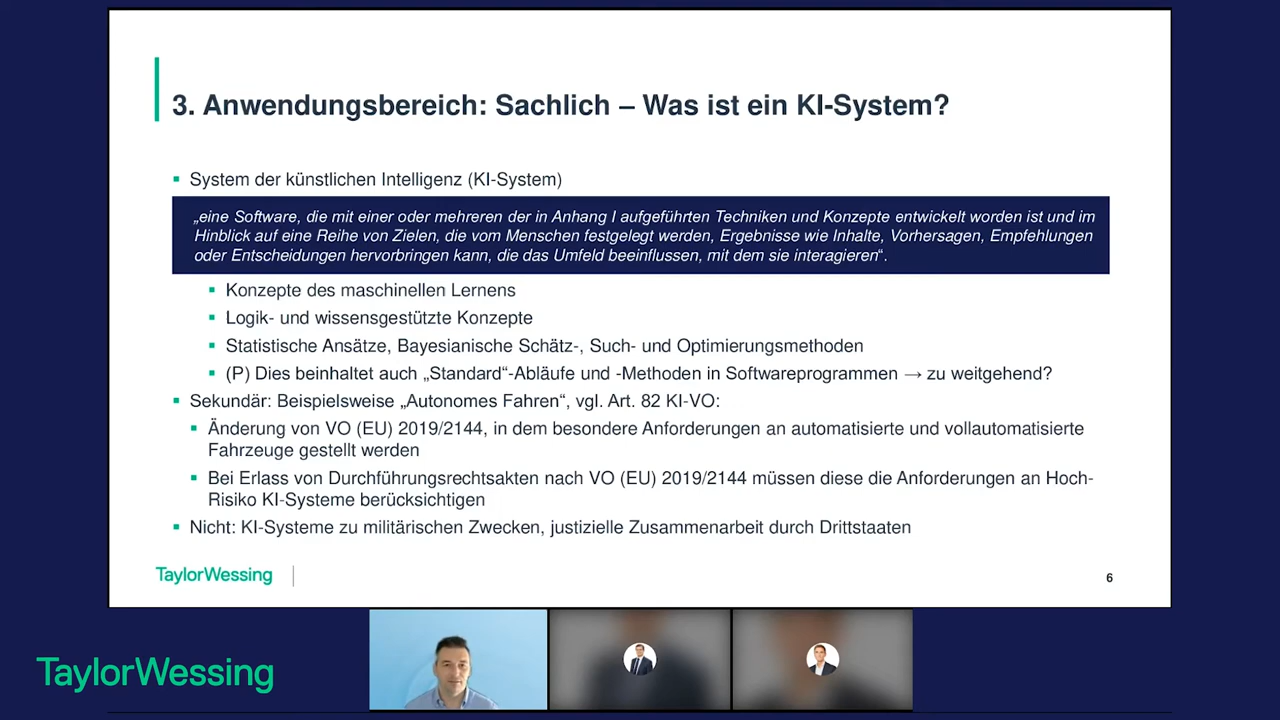 3. Anwendungsbereich: Sachlich – Was ist ein KI-System?
System der künstlichen Intelligenz (KI-System)
„eine Software, die mit einer oder mehreren der in Anhang I aufgeführten Techniken und Konzepte entwickelt worden ist und im
Hinblick auf eine Reihe von Zielen, die vom Menschen festgelegt werden, Ergebnisse wie Inhalte, Vorhersagen, Empfehlungen
oder Entscheidungen hervorbringen kann, die das Umfeld beeinflussen, mit dem sie interagieren“.
Konzepte des maschinellen Lernens
Logik- und wissensgestützte Konzepte
Statistische Ansätze, Bayesianische Schätz-, Such- und Optimierungsmethoden
(P) Dies beinhaltet auch „Standard“-Abläufe und -Methoden in Softwareprogrammen → zu weitgehend?
Sekundär: Beispielsweise „Autonomes Fahren“, vgl. Art. 82 KI-VO:
Änderung von VO (EU) 2019/2144, in dem besondere Anforderungen an automatisierte und vollautomatisierte
Fahrzeuge gestellt werden
Bei Erlass von Durchführungsrechtsakten nach VO (EU) 2019/2144 müssen diese die Anforderungen an Hoch-
Risiko KI-Systeme berücksichtigen
Nicht: KI-Systeme zu militärischen Zwecken, justizielle Zusammenarbeit durch Drittstaaten
TaylorWessing
6
TaylorWessing